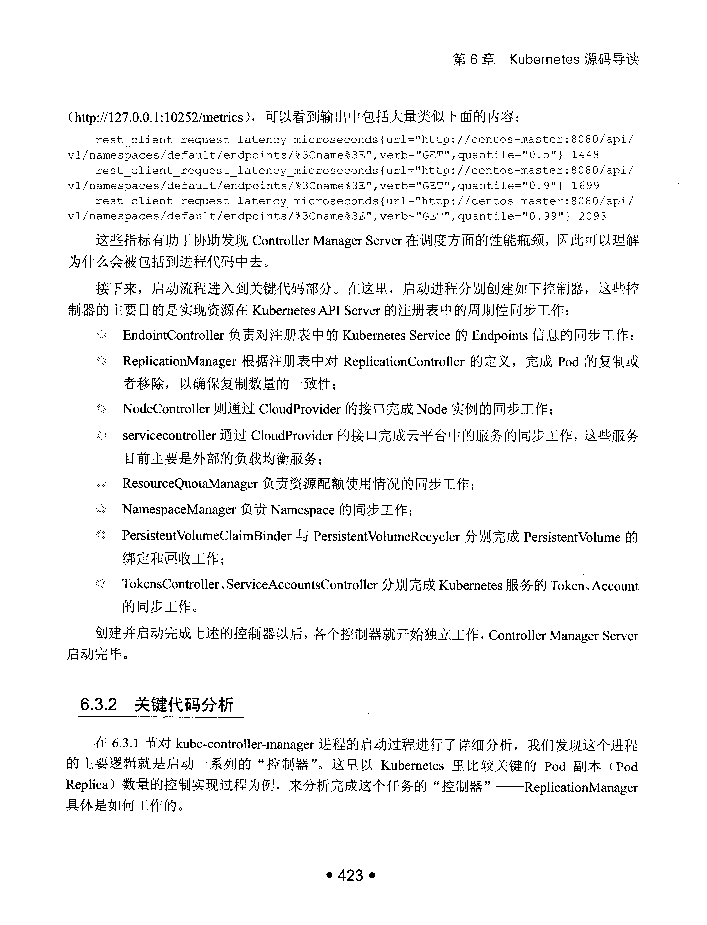 第 6 章 Kubernetes 源码导读
（http://127.0.0.1:10252/metrics），可以看到输出中包括大量类似下面的内容：
rest_client_request_latency_microseconds{url="http://centos-master:8080/api/
v1/namespaces/default/endpoints/%3Cname%3E",verb="GET",quantile="0.5"} 1448
rest_client_request_latency_microseconds{url="http://centos-master:8080/api/
v1/namespaces/default/endpoints/%3Cname%3E",verb="GET",quantile="0.9"} 1699
rest_client_request_latency_microseconds{url="http://centos-master:8080/api/
v1/namespaces/default/endpoints/%3Cname%3E",verb="GET",quantile="0.99"} 2093
这些指标有助于协助发现 Controller Manager Server 在调度方面的性能瓶颈，因此可以理解
为什么会被包括到进程代码中去。
接下来，启动流程进入到关键代码部分。在这里，启动进程分别创建如下控制器，这些控
制器的主要目的是实现资源在 Kubernetes API Server 的注册表中的周期性同步工作：
EndointController 负责对注册表中的 Kubernetes Service 的 Endpoints 信息的同步工作；
ReplicationManager 根据注册表中对 ReplicationController 的定义，完成 Pod 的复制或
者移除，以确保复制数量的一致性；
NodeController 则通过 CloudProvider 的接口完成 Node 实例的同步工作；
servicecontroller 通过 CloudProvider 的接口完成云平台中的服务的同步工作，这些服务
目前主要是外部的负载均衡服务；
ResourceQuotaManager 负责资源配额使用情况的同步工作；
NamespaceManager 负责 Namespace 的同步工作；
PersistentVolumeClaimBinder 与 PersistentVolumeRecycler 分别完成 PersistentVolume 的
绑定和回收工作；
TokensController、ServiceAccountsController 分别完成 Kubernetes 服务的 Token、Account
的同步工作。
创建并启动完成上述的控制器以后，各个控制器就开始独立工作，Controller Manager Server
启动完毕。
6.3.2 关键代码分析
在 6.3.1 节对 kube-controller-manager 进程的启动过程进行了详细分析，我们发现这个进程
的主要逻辑就是启动一系列的“控制器”。这里以 Kubernetes 里比较关键的 Pod 副本（Pod
Replica）数量的控制实现过程为例，来分析完成这个任务的“控制器”——ReplicationManager
具体是如何工作的。
• 423 •